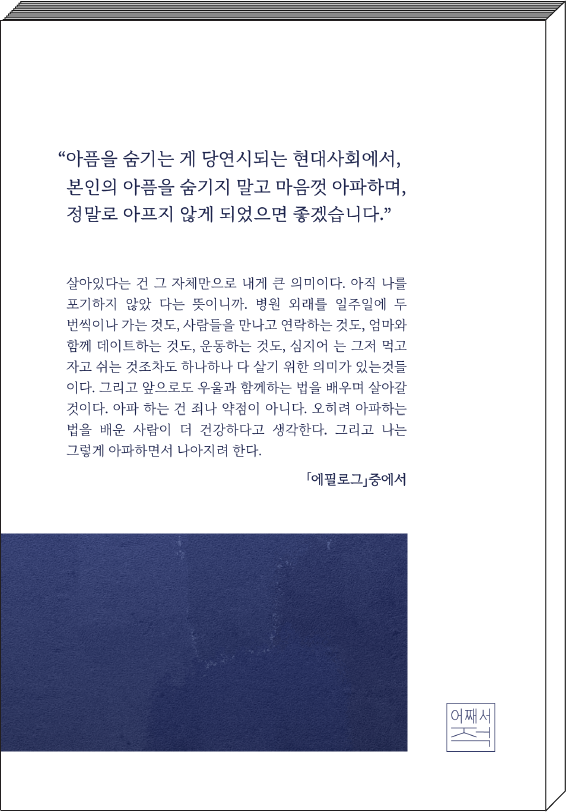 “아픔을 숨기는 게 당연시되는 현대사회에서,
본인의 아픔을 숨기지 말고 마음껏 아파하며,
정말로 아프지 않게 되었으면 좋겠습니다.”
살아있다는 건 그 자체만으로 내게 큰 의미이다. 아직 나를
포기하지 않았 다는 뜻이니까. 병원 외래를 일주일에 두
번씩이나 가는 것도, 사람들을 만나고 연락하는 것도, 엄마와
함께 데이트하는 것도, 운동하는 것도, 심지어 는 그저 먹고
자고 쉬는 것조차도 하나하나 다 살기 위한 의미가 있는것들
이다. 그리고 앞으로도 우울과 함께하는 법을 배우며 살아갈
것이다. 아파 하는 건 죄나 약점이 아니다. 오히려 아파하는
법을 배운 사람이 더 건강하다고 생각한다. 그리고 나는
그렇게 아파하면서 나아지려 한다.
「에필로그」중에서
어째서